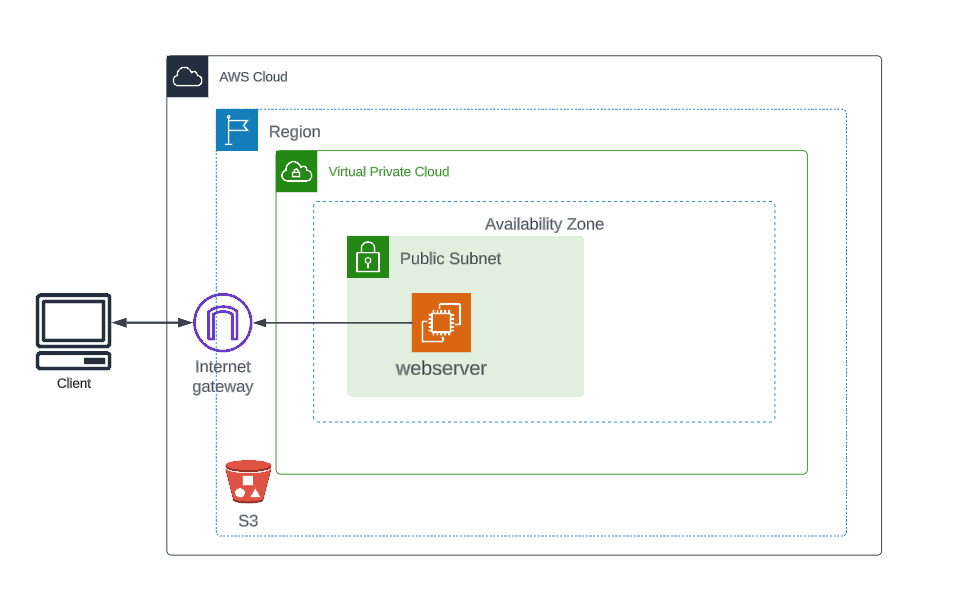 AWS Cloud
Region
Virtual Private Cloud
Availability Zone
Public Subnet
webserver
Client
Internet
gateway
S3